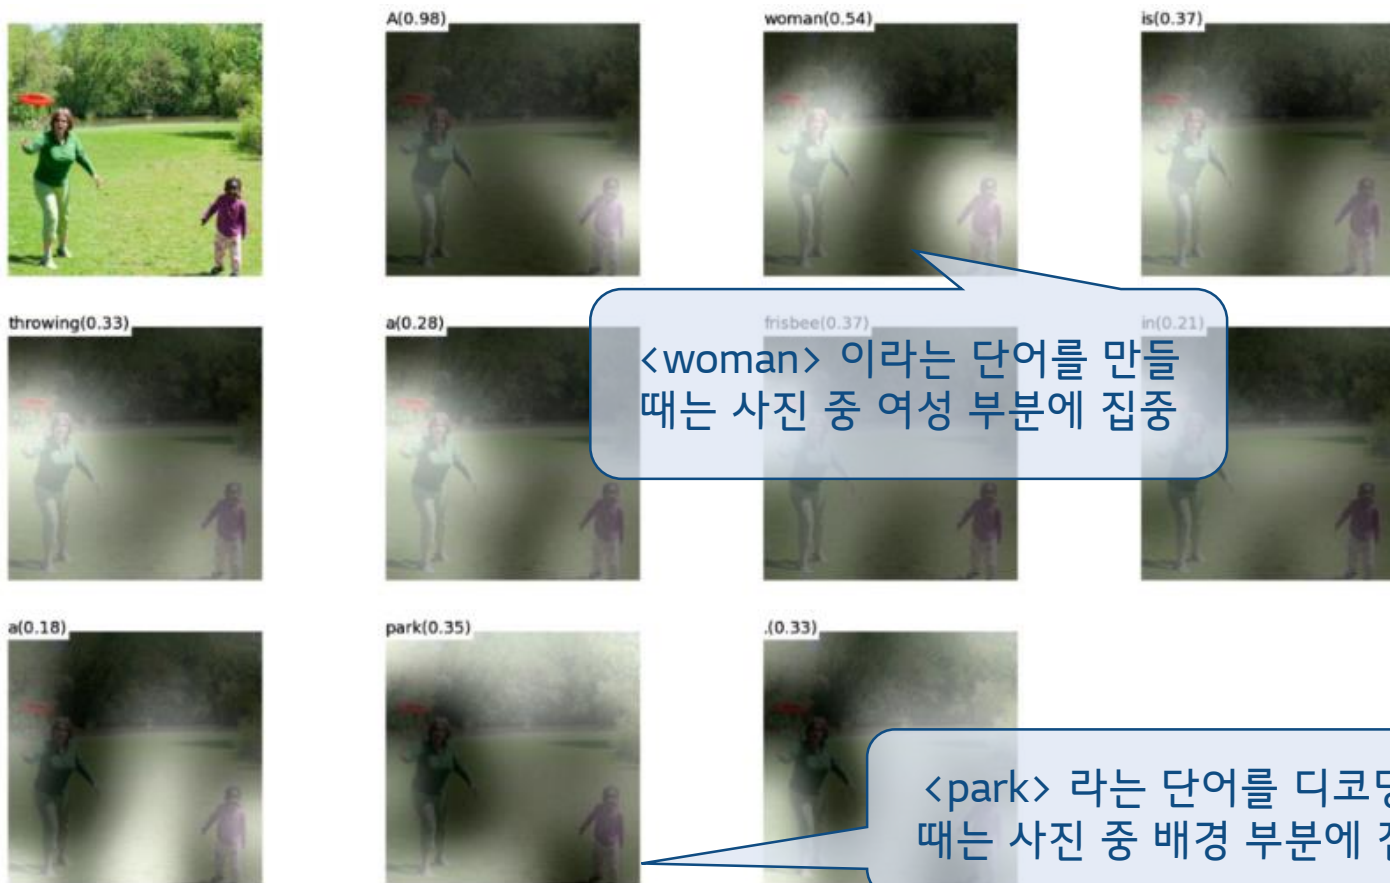 A(0.98)
woman(0.54)
is(0.37)
throwing(0.33)
a(0.28)
frisbee(0.37)
in(0.21)
<woman> 이라는 단어를 만들
때는 사진 중 여성 부분에 집중
a(0.18)
park(0.35)
.(0.33)
<park> 라는 단어를
때는 사진 중 배경 부분에